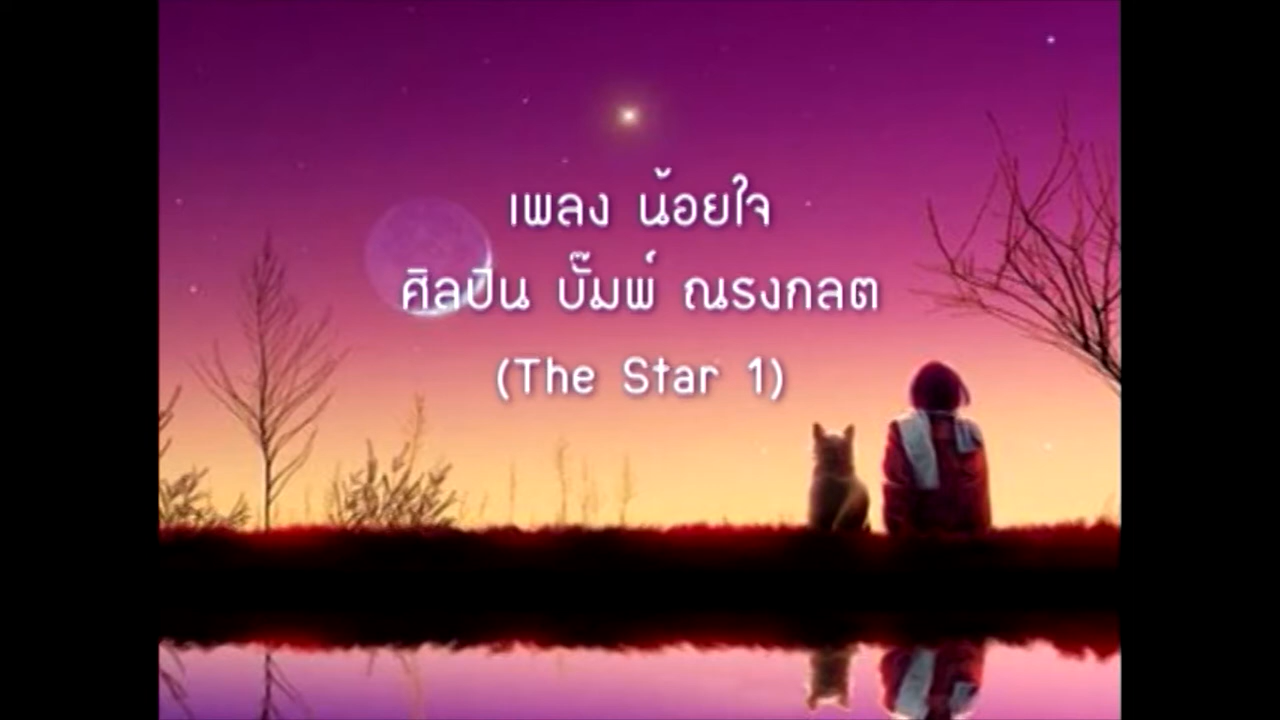 เพลง น้อยใจ
ศิลปิน บั๊มพ์ ณรงกลต
(The Star 1)